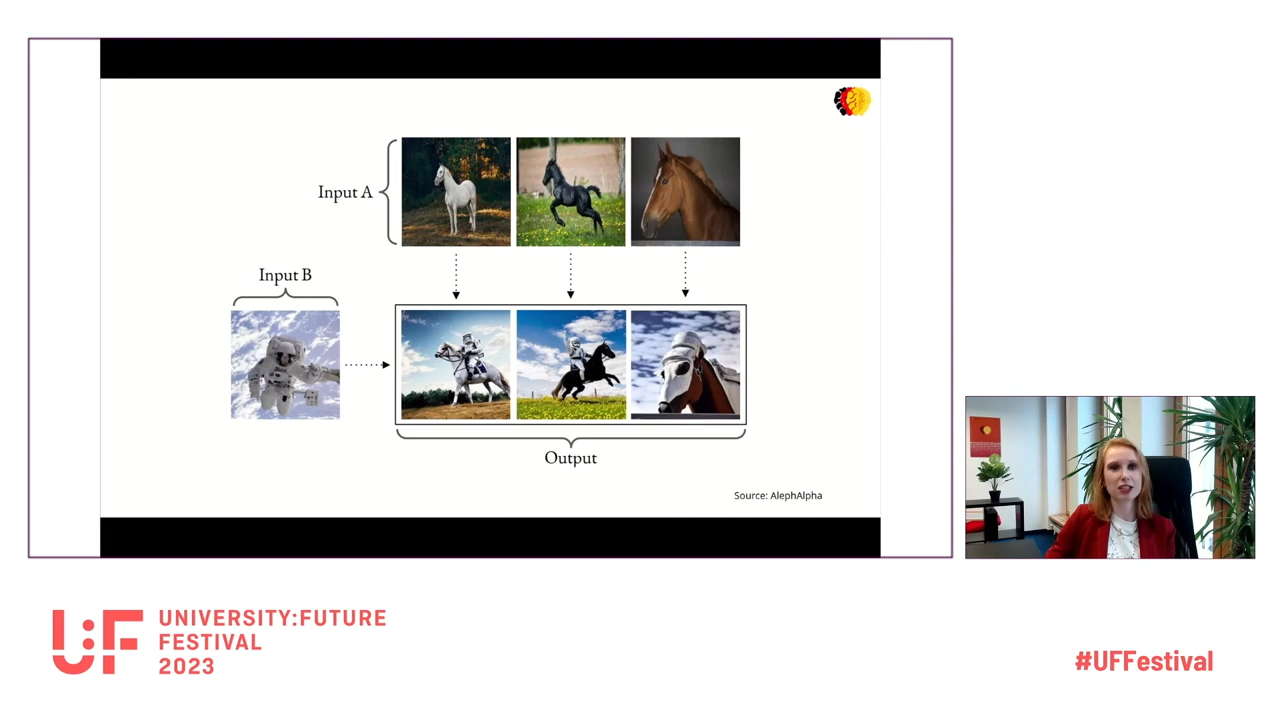 Input A
Input B
Output
Source: AlephAlpha
U:F
UNIVERSITY:FUTURE
FESTIVAL
2023
#UFFestival